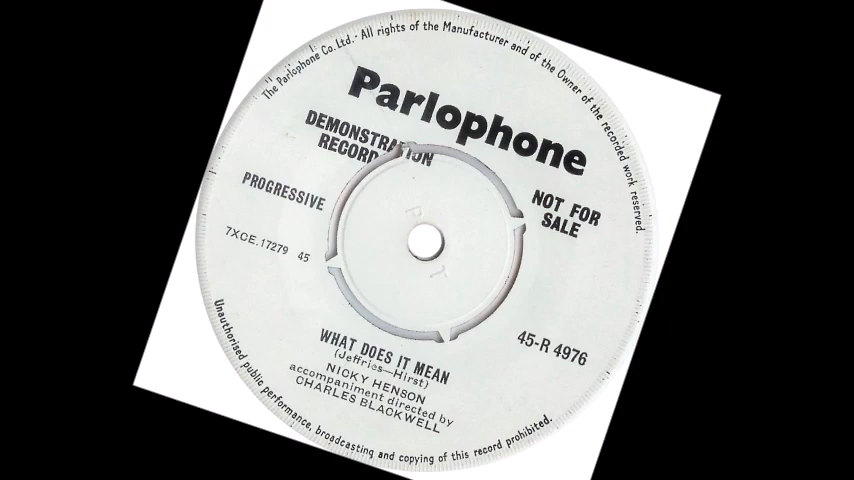 The Parlophone Co. Ltd. · All rights of the Manufacturer and of the Owner of the recorded work reserved.
Parlophone
DEMONSTRATION
RECORD
PROGRESSIVE
NOT FOR
SALE
7XCE.17279 45
45-R 4976
WHAT DOES IT MEAN
(Jeffries—Hirst)
NICKY HENSON
accompaniment directed by
CHARLES BLACKWELL
Unauthorised public performance, broadcasting and copying of this record prohibited.